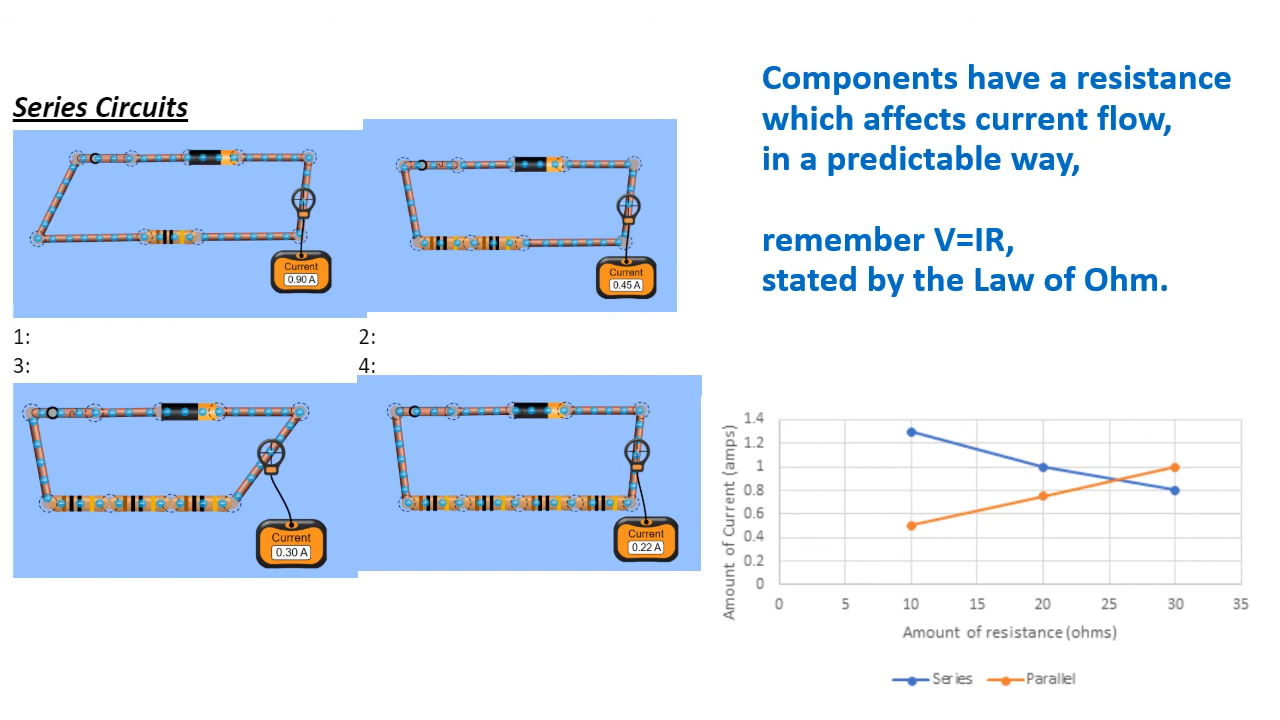 Series Circuits
Current
0.90 A
Current
0.45 A
1:
2:
3:
4:
Current
0.30 A
Current
0.22 A
Components have a resistance
which affects current flow,
in a predictable way,
remember V=IR,
stated by the Law of Ohm.
Amount of Current (amps)
1.4
1.2
1
0.8
0.6
0.4
0.2
0
0 5 10 15 20 25 30 35
Amount of resistance (ohms)
Series Parallel